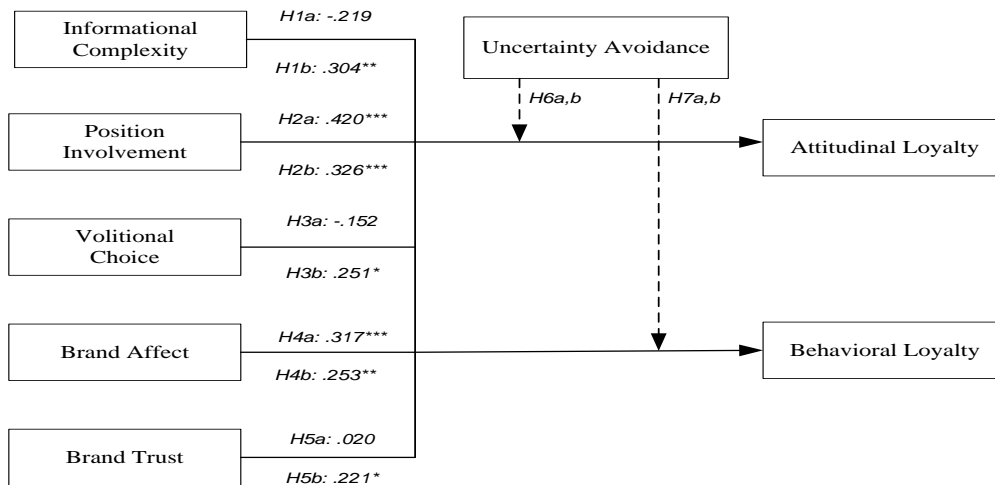 H1a: -.219
Informational
Complexity
H1b: .304**
Uncertainty Avoidance
H6a,b
H7a,b
H2a: .420***
Position
Involvement
H2b: .326***
Attitudinal Loyalty
H3a: -.152
Volitional
Choice
H3b: .251*
H4a: .317***
Brand Affect
H4b: .253**
Behavioral Loyalty
H5a: .020
Brand Trust
H5b: .221*